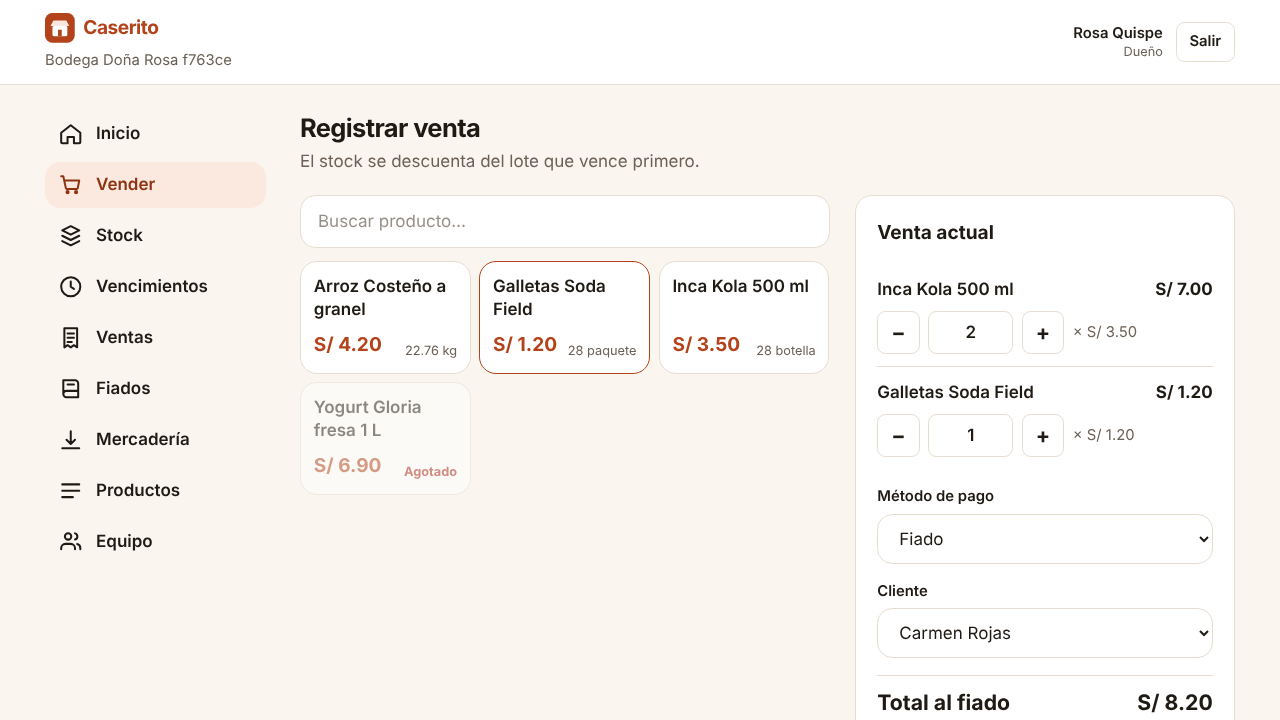 Caserito
Bodega Doña Rosa f763ce
Rosa Quispe
Dueño
Salir
Inicio
Vender
Stock
Vencimientos
Ventas
Fiados
Mercadería
Productos
Equipo
Registrar venta
El stock se descuenta del lote que vence primero.
Buscar producto...
Arroz Costeño a
granel
S/ 4.20
22.76 kg
Galletas Soda
Field
S/ 1.20
28 paquete
Inca Kola 500 ml
S/ 3.50
28 botella
Yogurt Gloria
fresa 1 L
S/ 6.90
Agotado
Venta actual
Inca Kola 500 ml
S/ 7.00
−
2
+
× S/ 3.50
Galletas Soda Field
S/ 1.20
−
1
+
× S/ 1.20
Método de pago
Fiado
Cliente
Carmen Rojas
Total al fiado
S/ 8.20